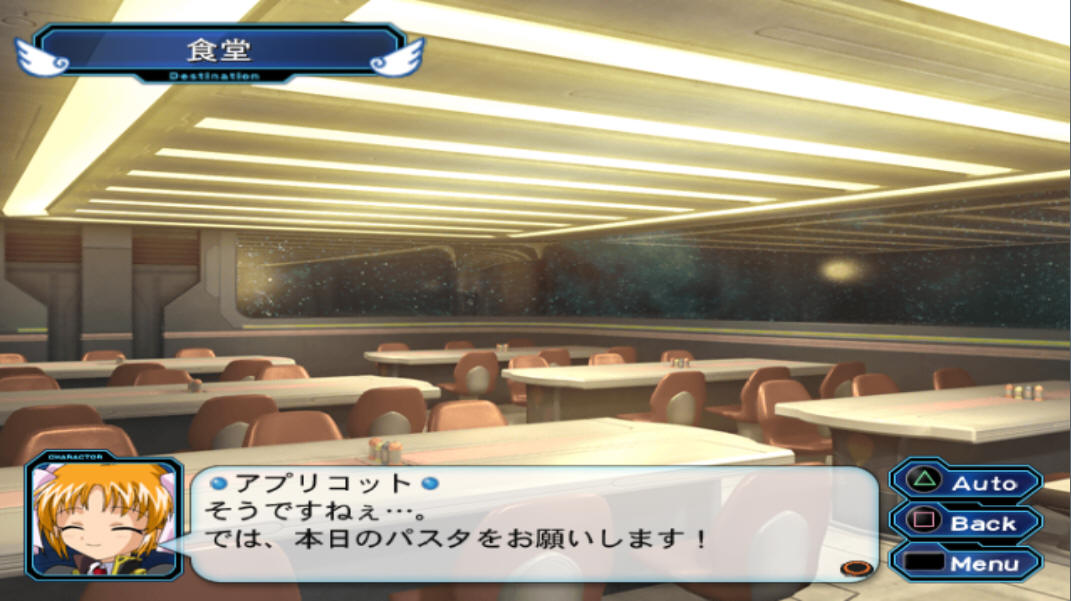 食堂
Destination
CHARACTOR
アプリコット
そうですねぇ…。
では、本日のパスタをお願いします！
Auto
Back
Menu